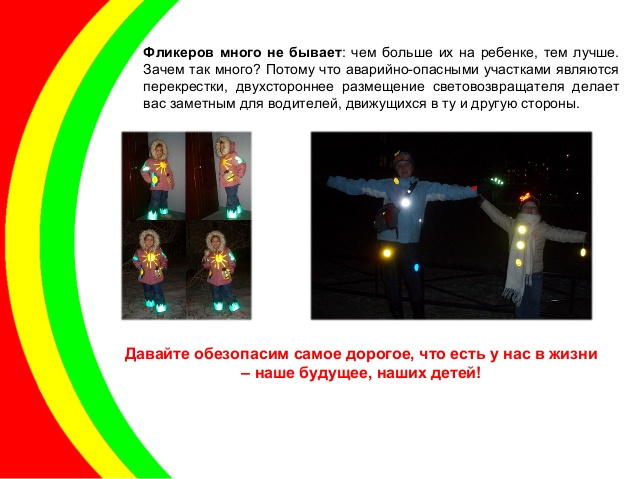 Фликеров много не бывает: чем больше их на ребенке, тем лучше.
Зачем так много? Потому что аварийно-опасными участками являются
перекрестки, двухстороннее размещение световозвращателя делает
вас заметным для водителей, движущихся в ту и другую стороны.
Давайте обезопасим самое дорогое, что есть у нас в жизни
– наше будущее, наших детей!